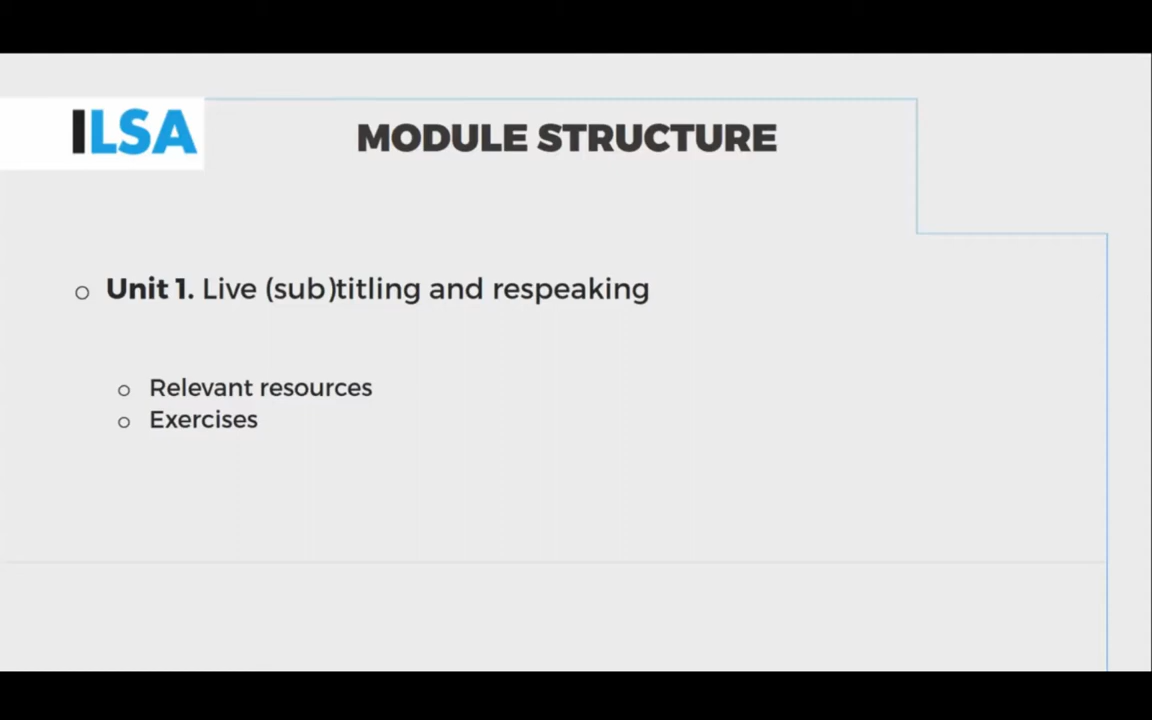 ILSA
MODULE STRUCTURE
Unit 1. Live (sub)titling and respeaking
Relevant resources
Exercises